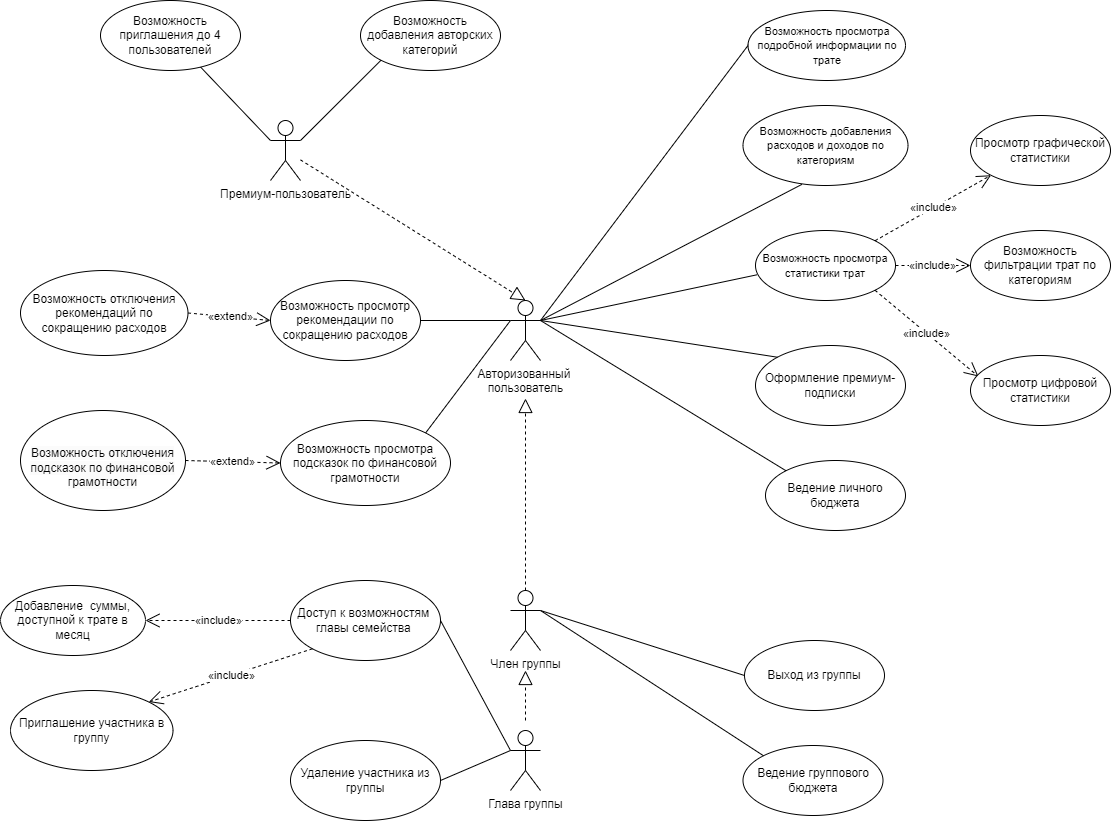 Возможность
приглашения до 4
пользователей
Возможность
добавления авторских
категорий
Возможность просмотра
подробной информации по
трате
Возможность добавления
расходов и доходов по
категориям
Просмотр графической
статистики
Премиум-пользователь
«include»
Возможность просмотра
статистики трат
«include»
Возможность
фильтрации трат по
категориям
Возможность отключения
рекомендаций по
сокращению расходов
«extend»
Возможность просмотр
рекомендации по
сокращению расходов
«include»
Авторизованный
пользователь
Оформление премиум-
подписки
Просмотр цифровой
статистики
Возможность отключения
подсказок по финансовой
грамотности
«extend»
Возможность просмотра
подсказок по финансовой
грамотности
Ведение личного
бюджета
Добавление  суммы,
доступной к трате в
месяц
«include»
Доступ к возможностям
главы семейства
Член группы
«include»
Выход из группы
Приглашение участника в
группу
Удаление участника из
группы
Глава группы
Ведение группового
бюджета